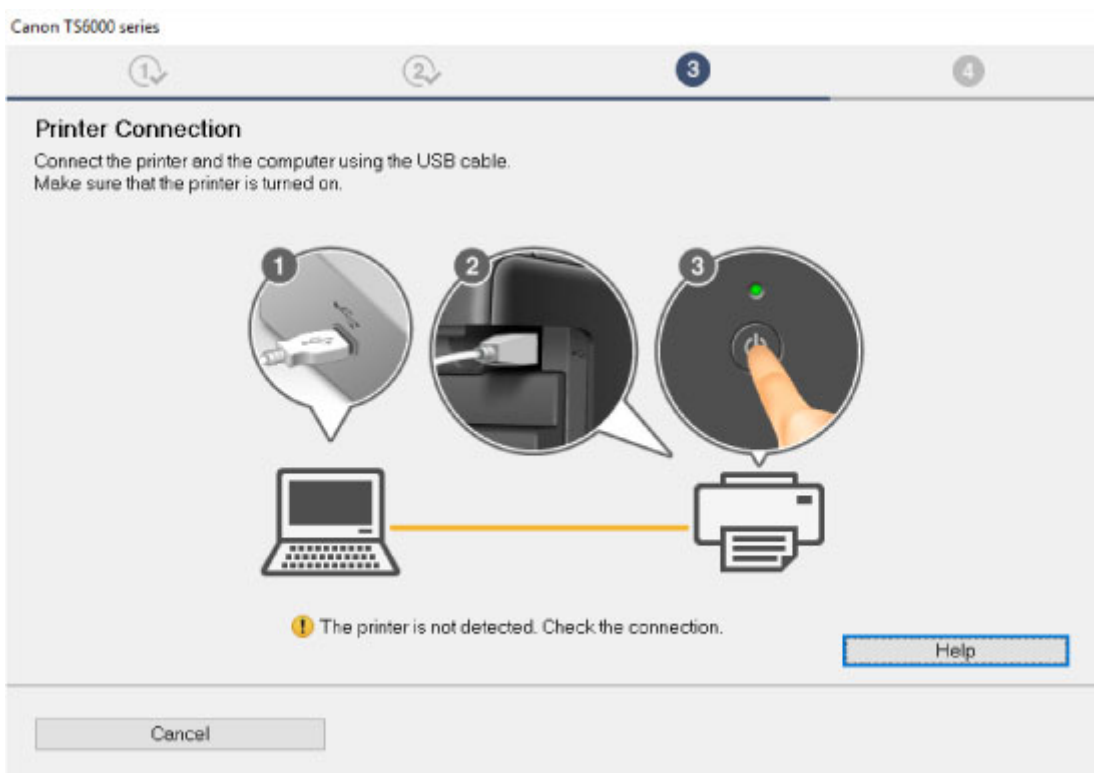 Canon TS6000 series
1
2
3
4
Printer Connection
Connect the printer and the computer using the USB cable.
Make sure that the printer is turned on.
1
2
3
The printer is not detected. Check the connection.
Help
Cancel